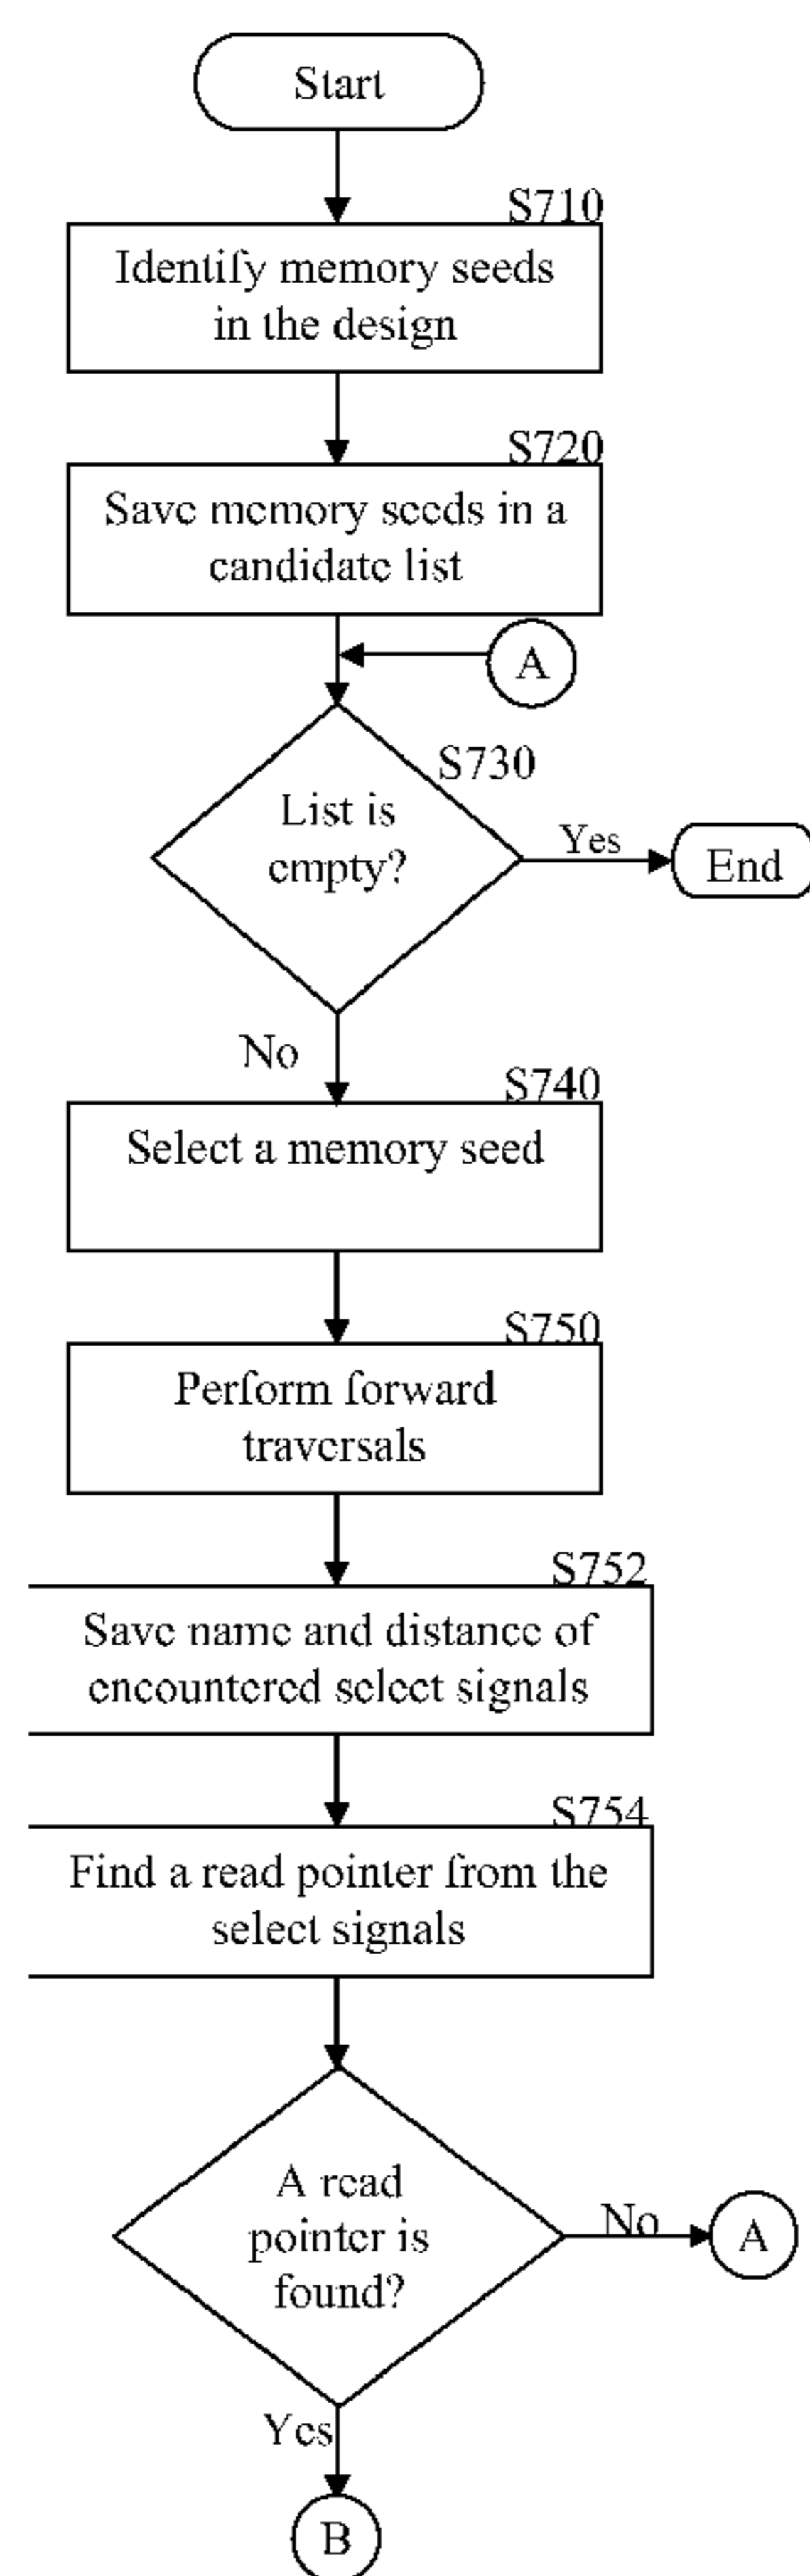 Start
S710
Identify memory seeds
in the design
S720
Save memory seeds in a
candidate list
A
S730
List is
empty?
Yes
End
No
S740
Select a memory seed
S750
Perform forward
traversals
S752
Save name and distance of
encountered select signals
S754
Find a read pointer from the
select signals
A read
pointer is
found?
No
A
Yes
B